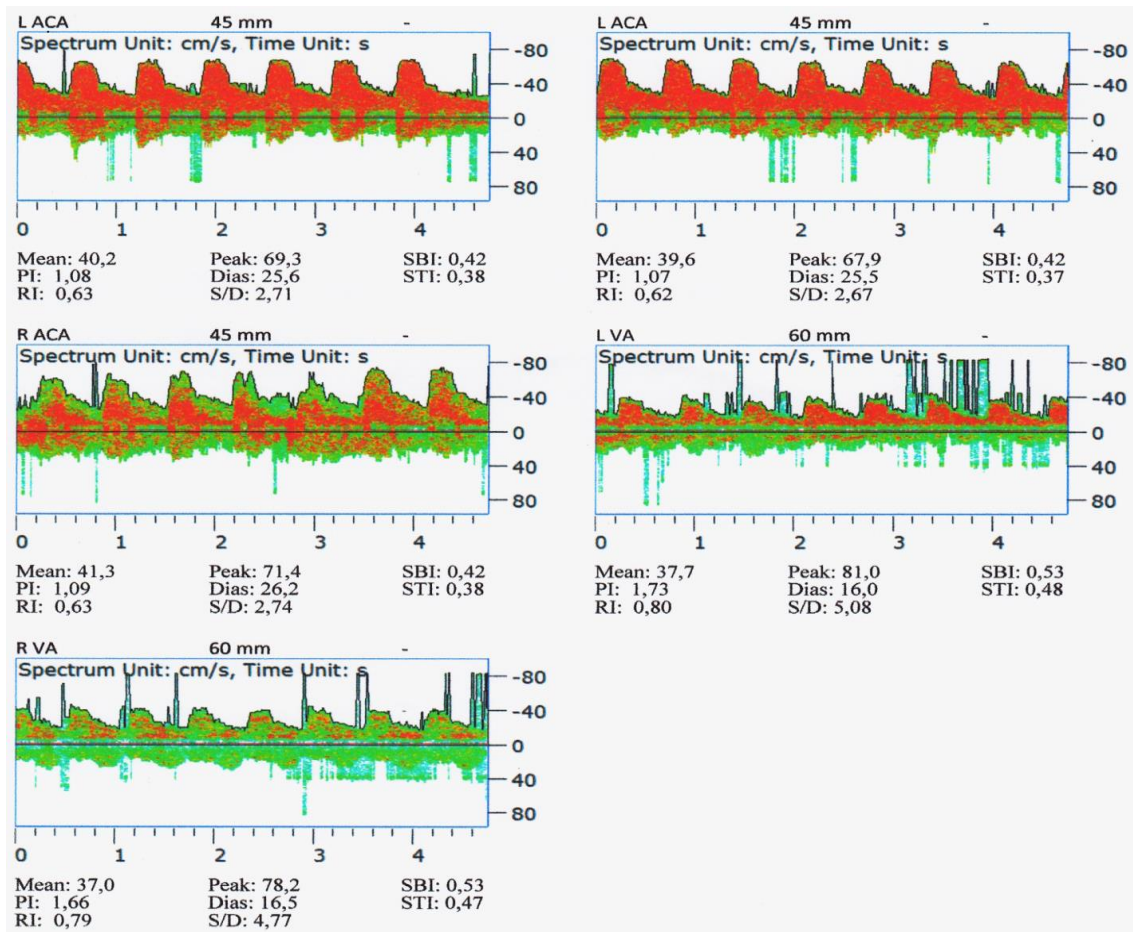 L ACA 45 mm -
Spectrum Unit: cm/s, Time Unit: s
-80
-40
0
40
80
0 1 2 3 4
Mean: 40,2 Peak: 69,3 SBI: 0,42
PI: 1,08 Dias: 25,6 STI: 0,38
RI: 0,63 S/D: 2,71
L ACA 45 mm -
Spectrum Unit: cm/s, Time Unit: s
-80
-40
0
40
80
0 1 2 3 4
Mean: 39,6 Peak: 67,9 SBI: 0,42
PI: 1,07 Dias: 25,5 STI: 0,37
RI: 0,62 S/D: 2,67
R ACA 45 mm -
Spectrum Unit: cm/s, Time Unit: s
-80
-40
0
40
80
0 1 2 3 4
Mean: 41,3 Peak: 71,4 SBI: 0,42
PI: 1,09 Dias: 26,2 STI: 0,38
RI: 0,63 S/D: 2,74
L VA 60 mm -
Spectrum Unit: cm/s, Time Unit: s
-80
-40
0
40
80
0 1 2 3 4
Mean: 37,7 Peak: 81,0 SBI: 0,53
PI: 1,73 Dias: 16,0 STI: 0,48
RI: 0,80 S/D: 5,08
R VA 60 mm -
Spectrum Unit: cm/s, Time Unit: s
-80
-40
0
40
80
0 1 2 3 4
Mean: 37,0 Peak: 78,2 SBI: 0,53
PI: 1,66 Dias: 16,5 STI: 0,47
RI: 0,79 S/D: 4,77